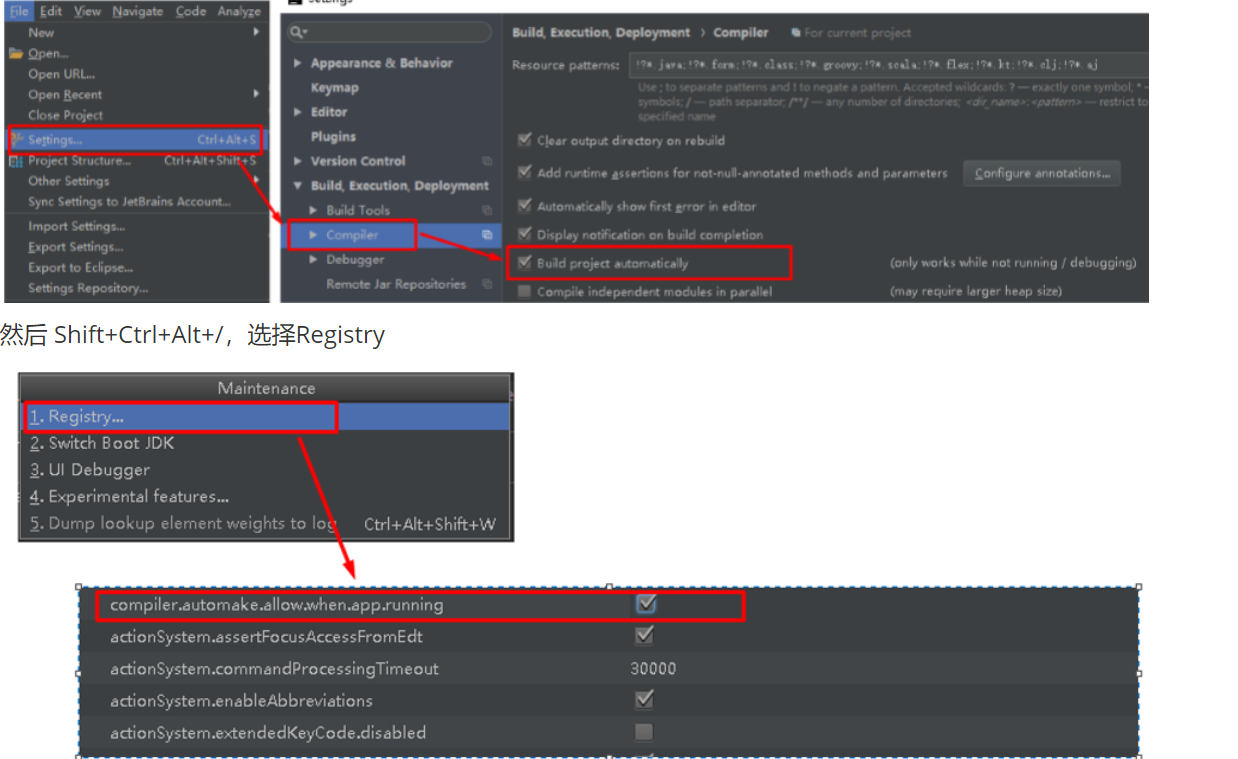 File Edit View Navigate Code Analyze
New
Open...
Open URL...
Open Recent
Close Project
Settings... Ctrl+Alt+S
Project Structure... Ctrl+Alt+Shift+S
Other Settings
Sync Settings to JetBrains Account...
Import Settings...
Export Settings...
Export to Eclipse...
Settings Repository...
Settings
Appearance & Behavior
Keymap
Editor
Plugins
Version Control
Build, Execution, Deployment
Build Tools
Compiler
Debugger
Remote Jar Repositories
Build, Execution, Deployment › Compiler For current project
Resource patterns: !?*.java;!?*.form;!?*.class;!?*.groovy;!?*.scala;!?*.flex;!?*.kt;!?*.clj;!?*.aj
Use ; to separate patterns and ! to negate a pattern. Accepted wildcards: ? — exactly one symbol; * -
symbols; / — path separator; /**/ — any number of directories; <dir_name>:<pattern> — restrict to
specified name
Clear output directory on rebuild
Add runtime assertions for not-null-annotated methods and parameters Configure annotations...
Automatically show first error in editor
Display notification on build completion
Build project automatically (only works while not running / debugging)
Compile independent modules in parallel (may require larger heap size)
然后 Shift+Ctrl+Alt+/，选择Registry
Maintenance
1. Registry...
2. Switch Boot JDK
3. UI Debugger
4. Experimental features...
5. Dump lookup element weights to log Ctrl+Alt+Shift+W
compiler.automake.allow.when.app.running
actionSystem.assertFocusAccessFromEdt
actionSystem.commandProcessingTimeout 30000
actionSystem.enableAbbreviations
actionSystem.extendedKeyCode.disabled